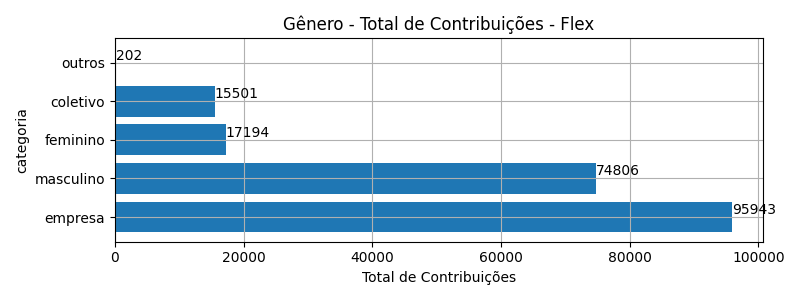 Gênero - Total de Contribuições - Flex
categoria
outros
202
coletivo
15501
feminino
17194
masculino
74806
empresa
95943
0 20000 40000 60000 80000 100000
Total de Contribuições